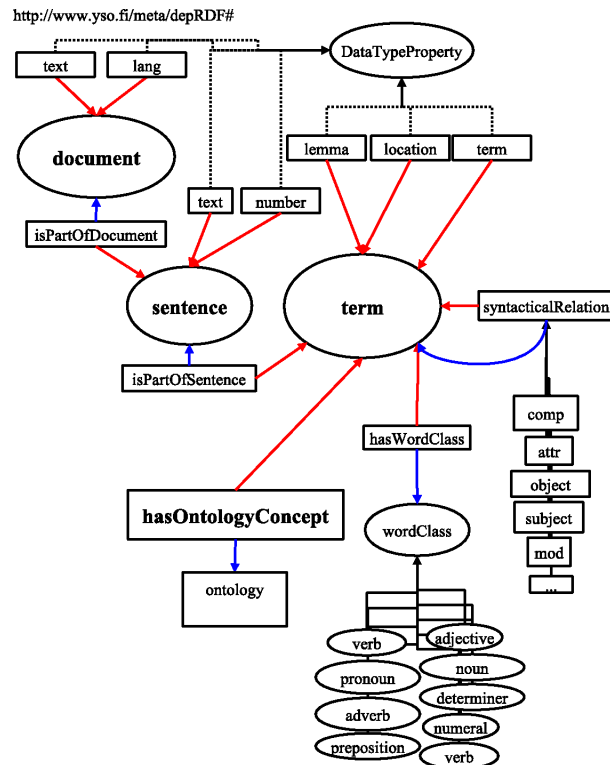 http://www.yso.fi/meta/depRDF#
DataTypeProperty
text
lang
lemma
location
term
document
text
number
isPartOfDocument
sentence
term
syntacticalRelation
isPartOfSentence
comp
hasWordClass
attr
object
hasOntologyConcept
subject
wordClass
mod
ontology
...
verb
adjective
pronoun
noun
determiner
adverb
numeral
preposition
verb